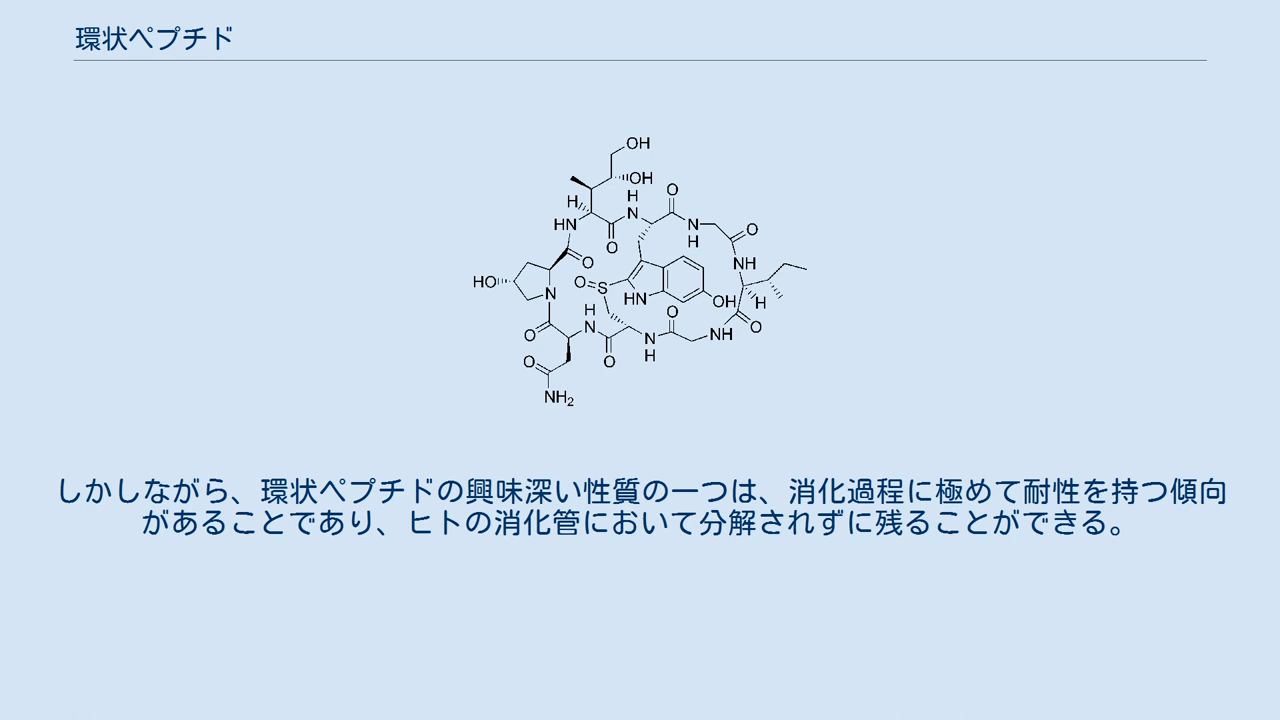 環状ペプチド
OH
OH
H
H
O
HN
N
O
N
H
O
O
NH
HO
O
S
HN
OH
H
N
H
N
O
O
N
H
O
NH
O
O
NH2
しかしながら、環状ペプチドの興味深い性質の一つは、消化過程に極めて耐性を持つ傾向
があることであり、ヒトの消化管において分解されずに残ることができる。